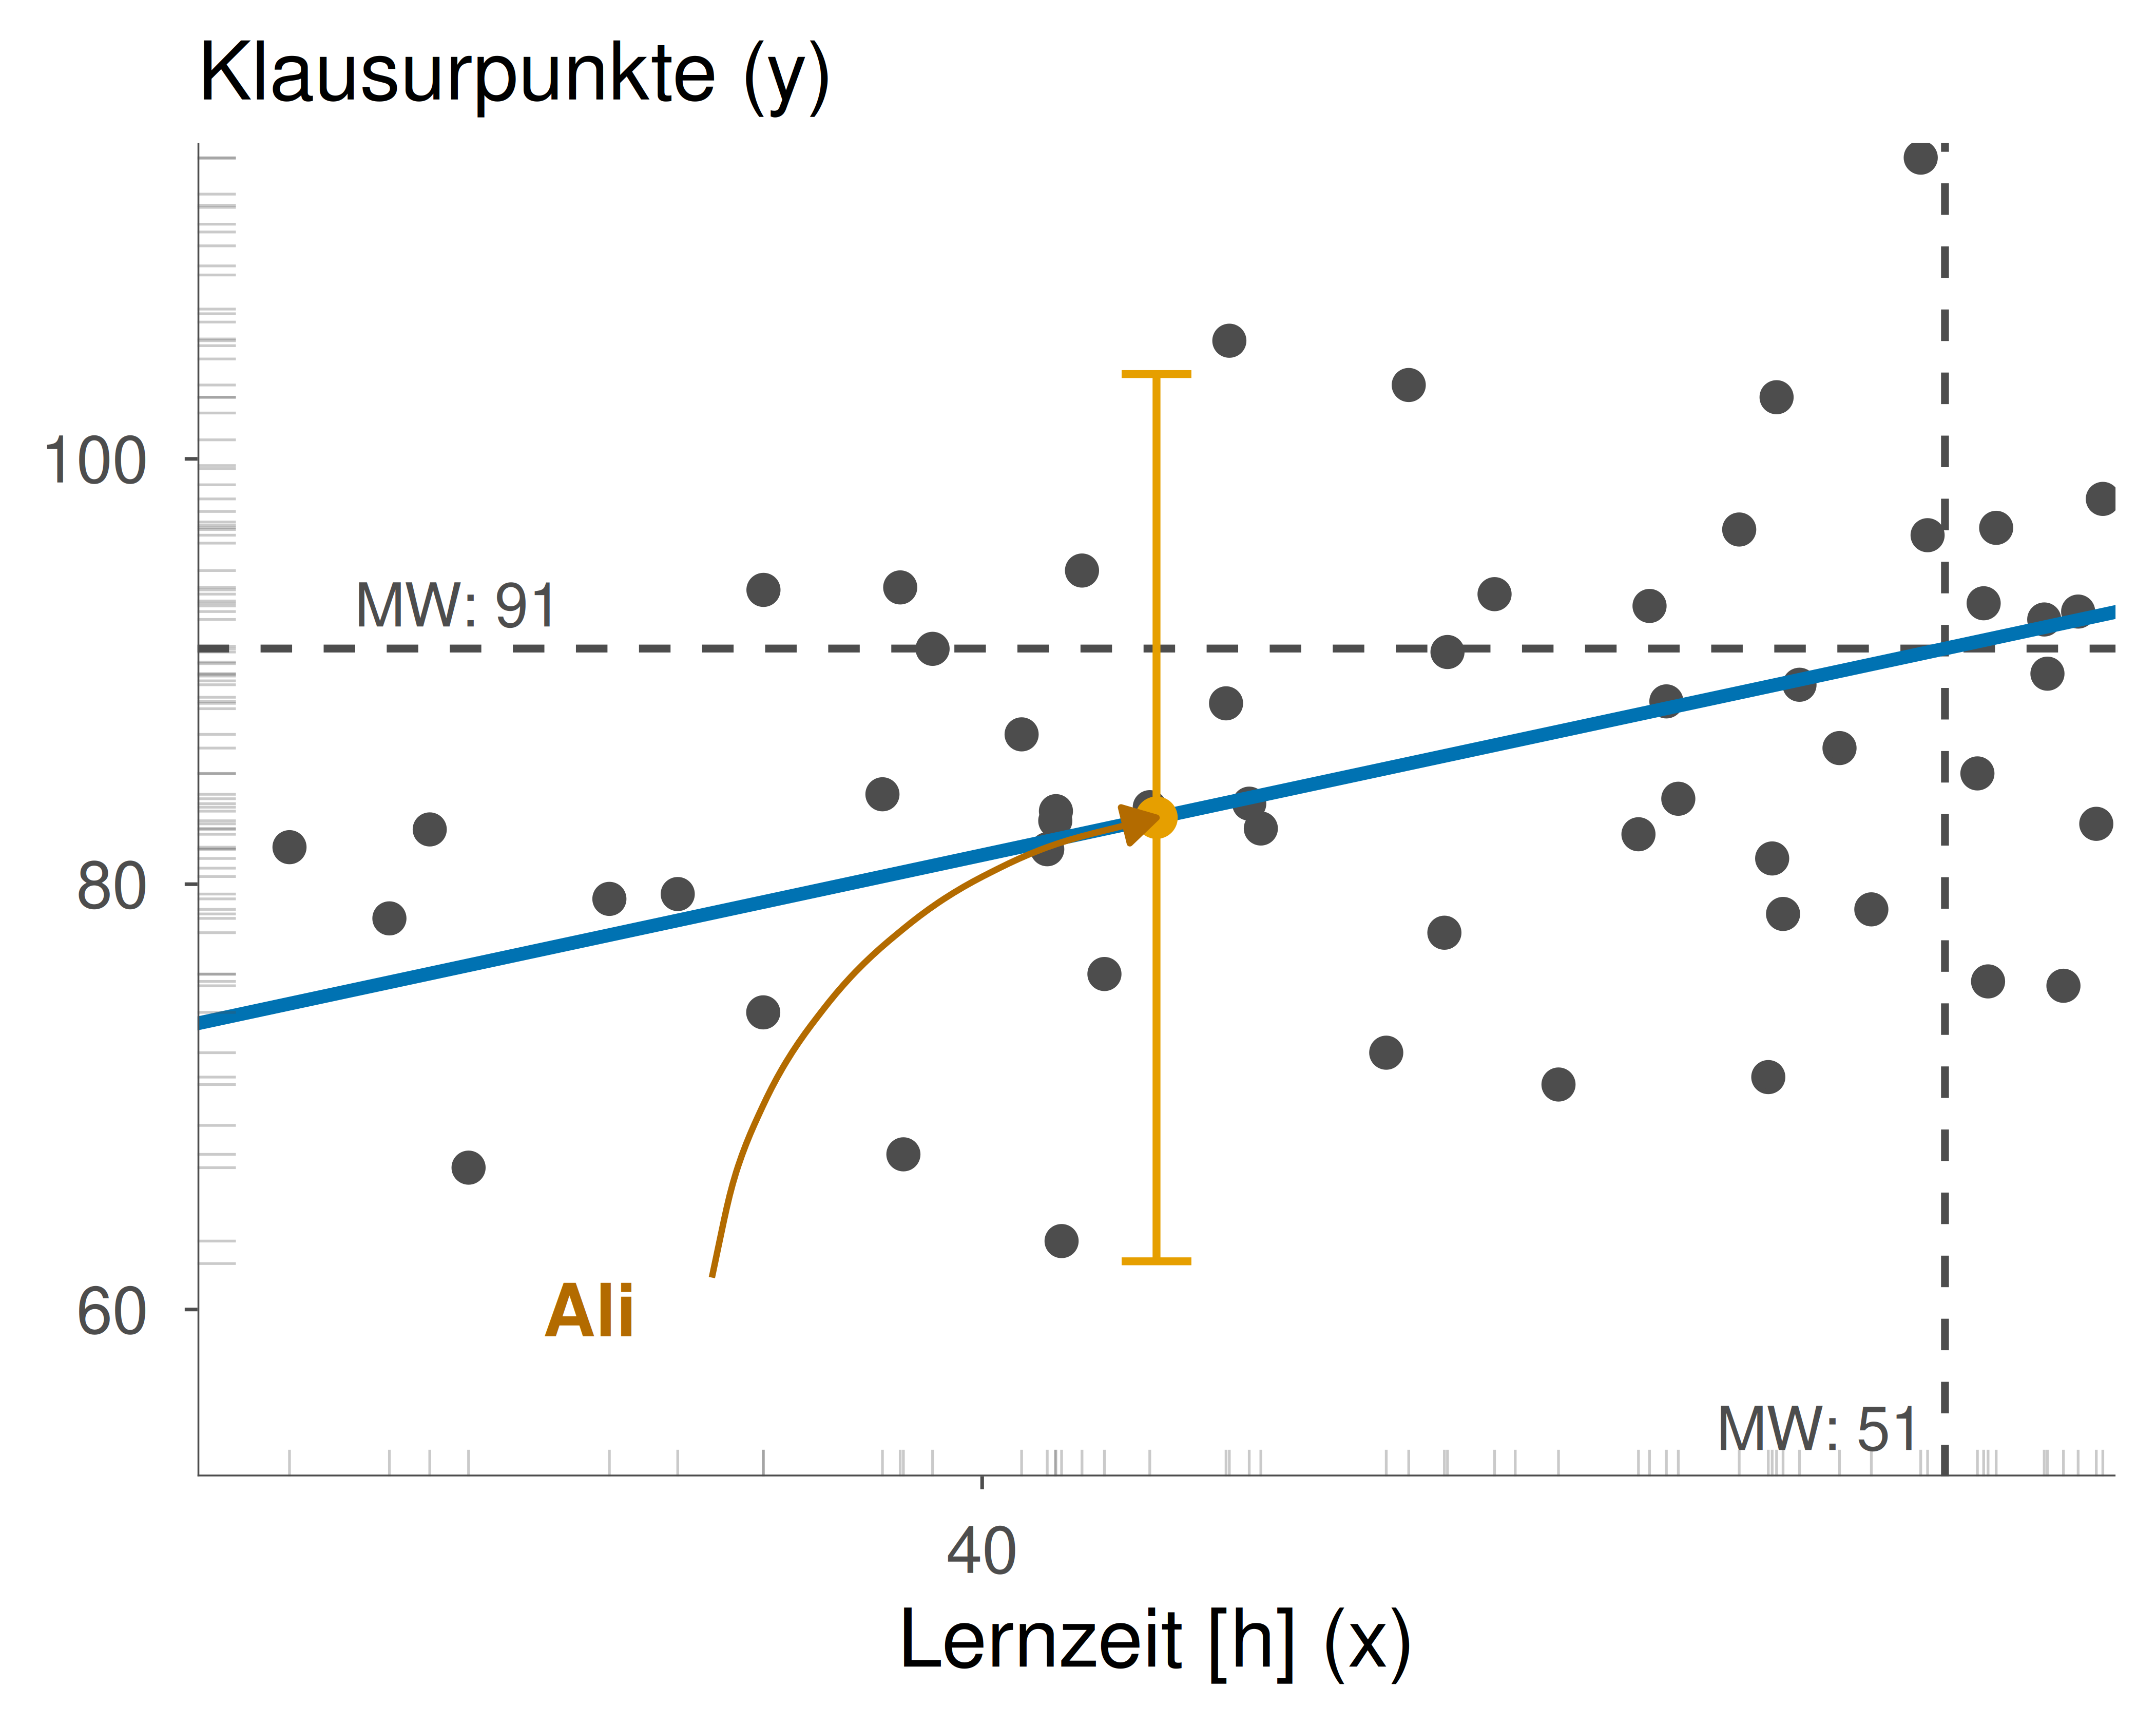 Klausurpunkte (y)
100
MW: 91
80
60
Ali
MW: 51
40
Lernzeit [h] (x)